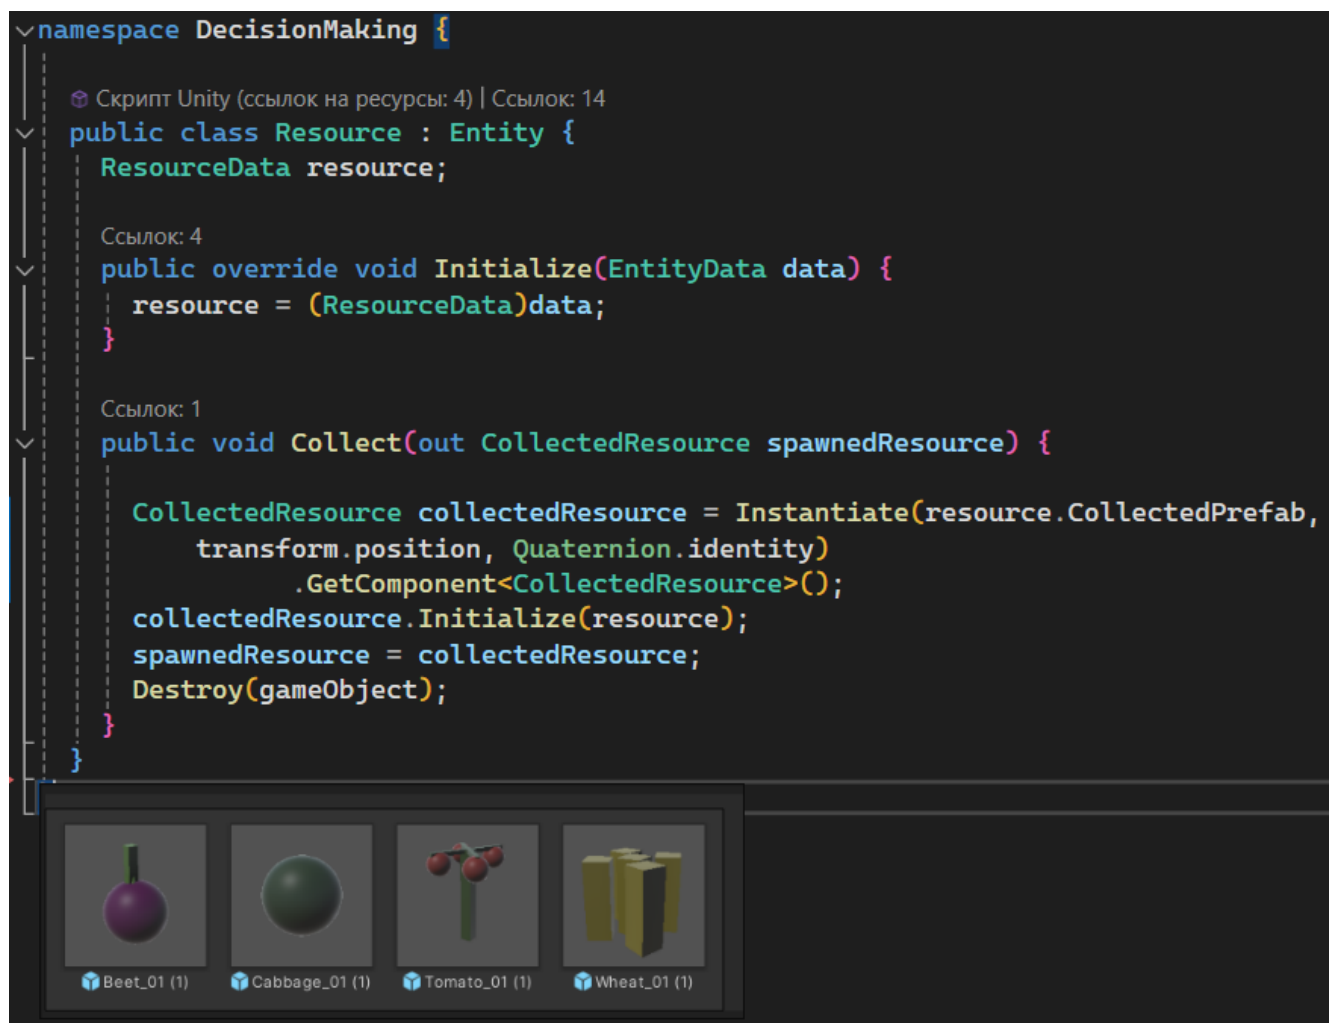 namespace DecisionMaking {
Скрипт Unity (ссылок на ресурсы: 4) | Ссылок: 14
public class Resource : Entity {
ResourceData resource;
Ссылок: 4
public override void Initialize(EntityData data) {
resource = (ResourceData)data;
}
Ссылок: 1
public void Collect(out CollectedResource spawnedResource) {
CollectedResource collectedResource = Instantiate(resource.CollectedPrefab,
transform.position, Quaternion.identity)
.GetComponent<CollectedResource>();
collectedResource.Initialize(resource);
spawnedResource = collectedResource;
Destroy(gameObject);
}
}
Beet_01 (1) Cabbage_01 (1) Tomato_01 (1) Wheat_01 (1)